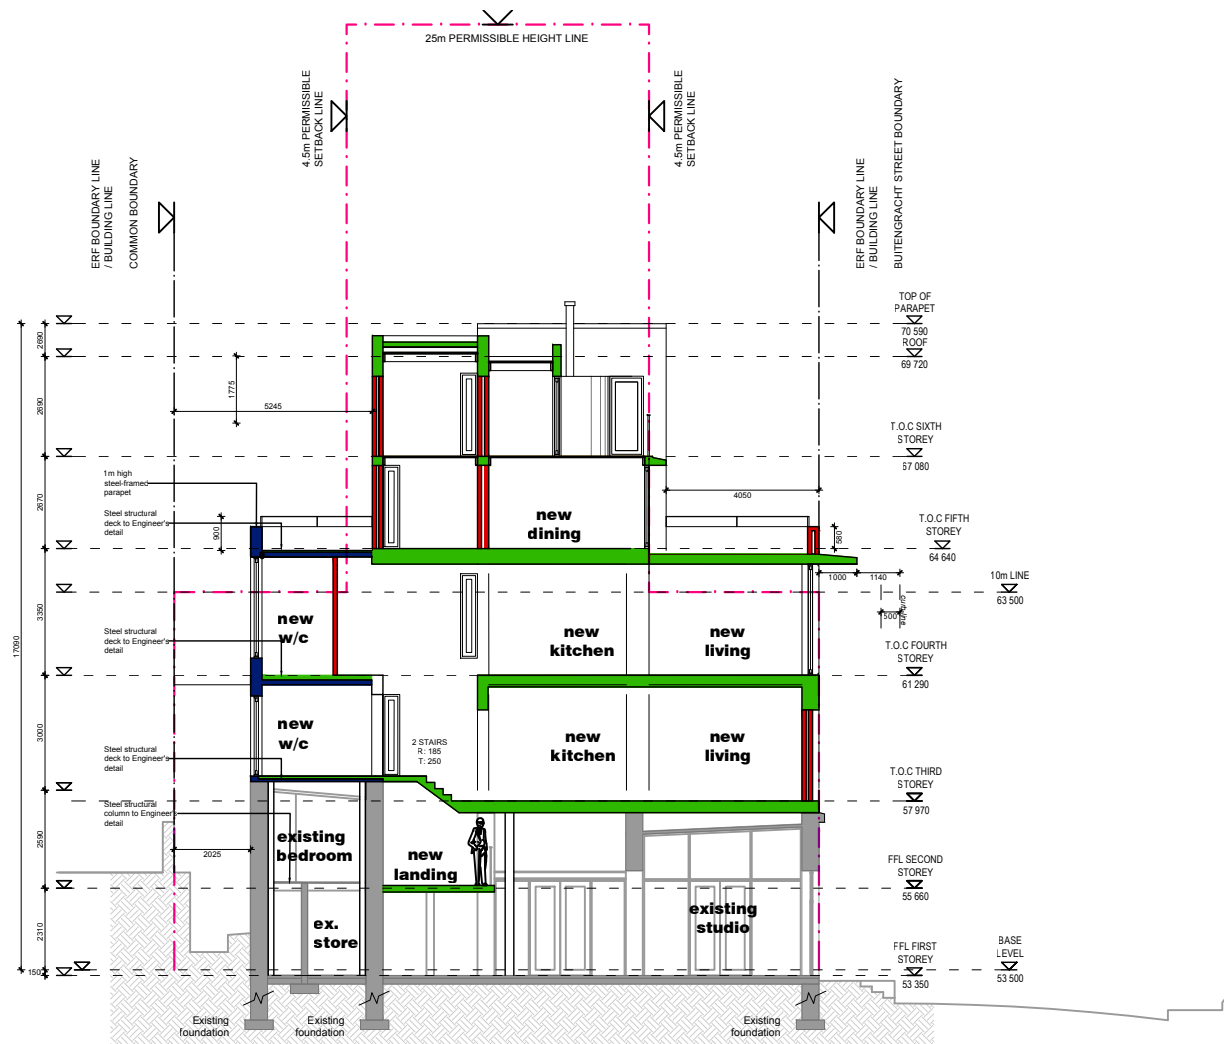 25m PERMISSIBLE HEIGHT LINE
4.5m PERMISSIBLE
SETBACK LINE
4.5m PERMISSIBLE
SETBACK LINE
ERF BOUNDARY LINE
/ BUILDING LINE
COMMON BOUNDARY
ERF BOUNDARY LINE
/ BUILDING LINE
BUITENGRACHT STREET BOUNDARY
TOP OF
PARAPET
70 590
ROOF
69 720
T.O.C SIXTH
STOREY
67 080
T.O.C FIFTH
STOREY
64 640
10m LINE
63 500
T.O.C FOURTH
STOREY
61 290
T.O.C THIRD
STOREY
57 970
FFL SECOND
STOREY
55 660
FFL FIRST
STOREY
53 350
BASE
LEVEL
53 500
17090
2690
2690
2670
3350
3000
2590
2310
150
1775
5245
900
4050
580
1000
1140
500
2025
1m high
steel-framed
parapet
Steel structural
deck to Engineer's
detail
Steel structural
deck to Engineer's
detail
Steel structural
deck to Engineer's
detail
Steel structural
column to Engineer's
detail
new
dining
new
w/c
new
kitchen
new
living
new
w/c
new
kitchen
new
living
2 STAIRS
R: 185
T: 250
existing
bedroom
new
landing
ex.
store
existing
studio
Existing
foundation
Existing
foundation
Existing
foundation